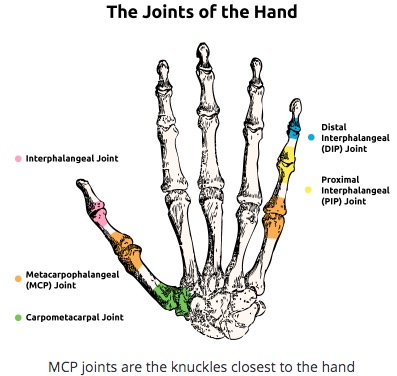 The Joints of the Hand
Interphalangeal Joint
Metacarpophalangeal
(MCP) Joint
Carpometacarpal Joint
Distal
Interphalangeal
(DIP) Joint
Proximal
Interphalangeal
(PIP) Joint
MCP joints are the knuckles closest to the hand